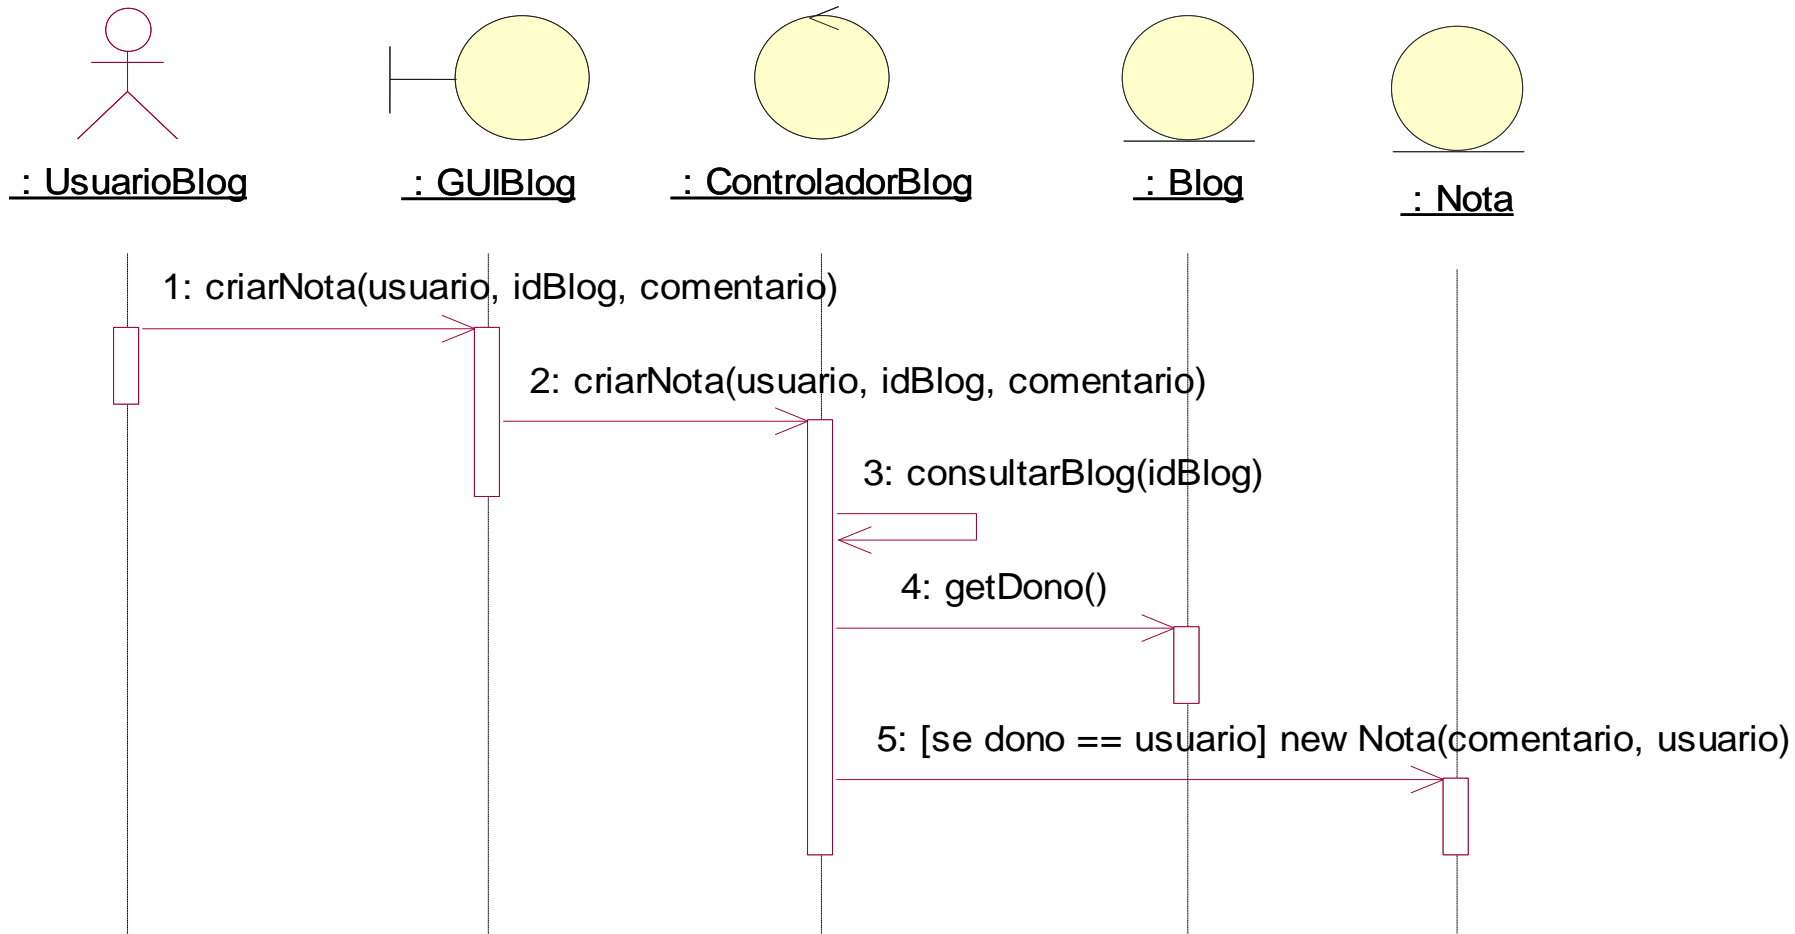 : UsuarioBlog
: GUIBlog
: ControladorBlog
: Blog
: Nota
1: criarNota(usuario, idBlog, comentario)
2: criarNota(usuario, idBlog, comentario)
3: consultarBlog(idBlog)
4: getDono()
5: [se dono == usuario] new Nota(comentario, usuario)